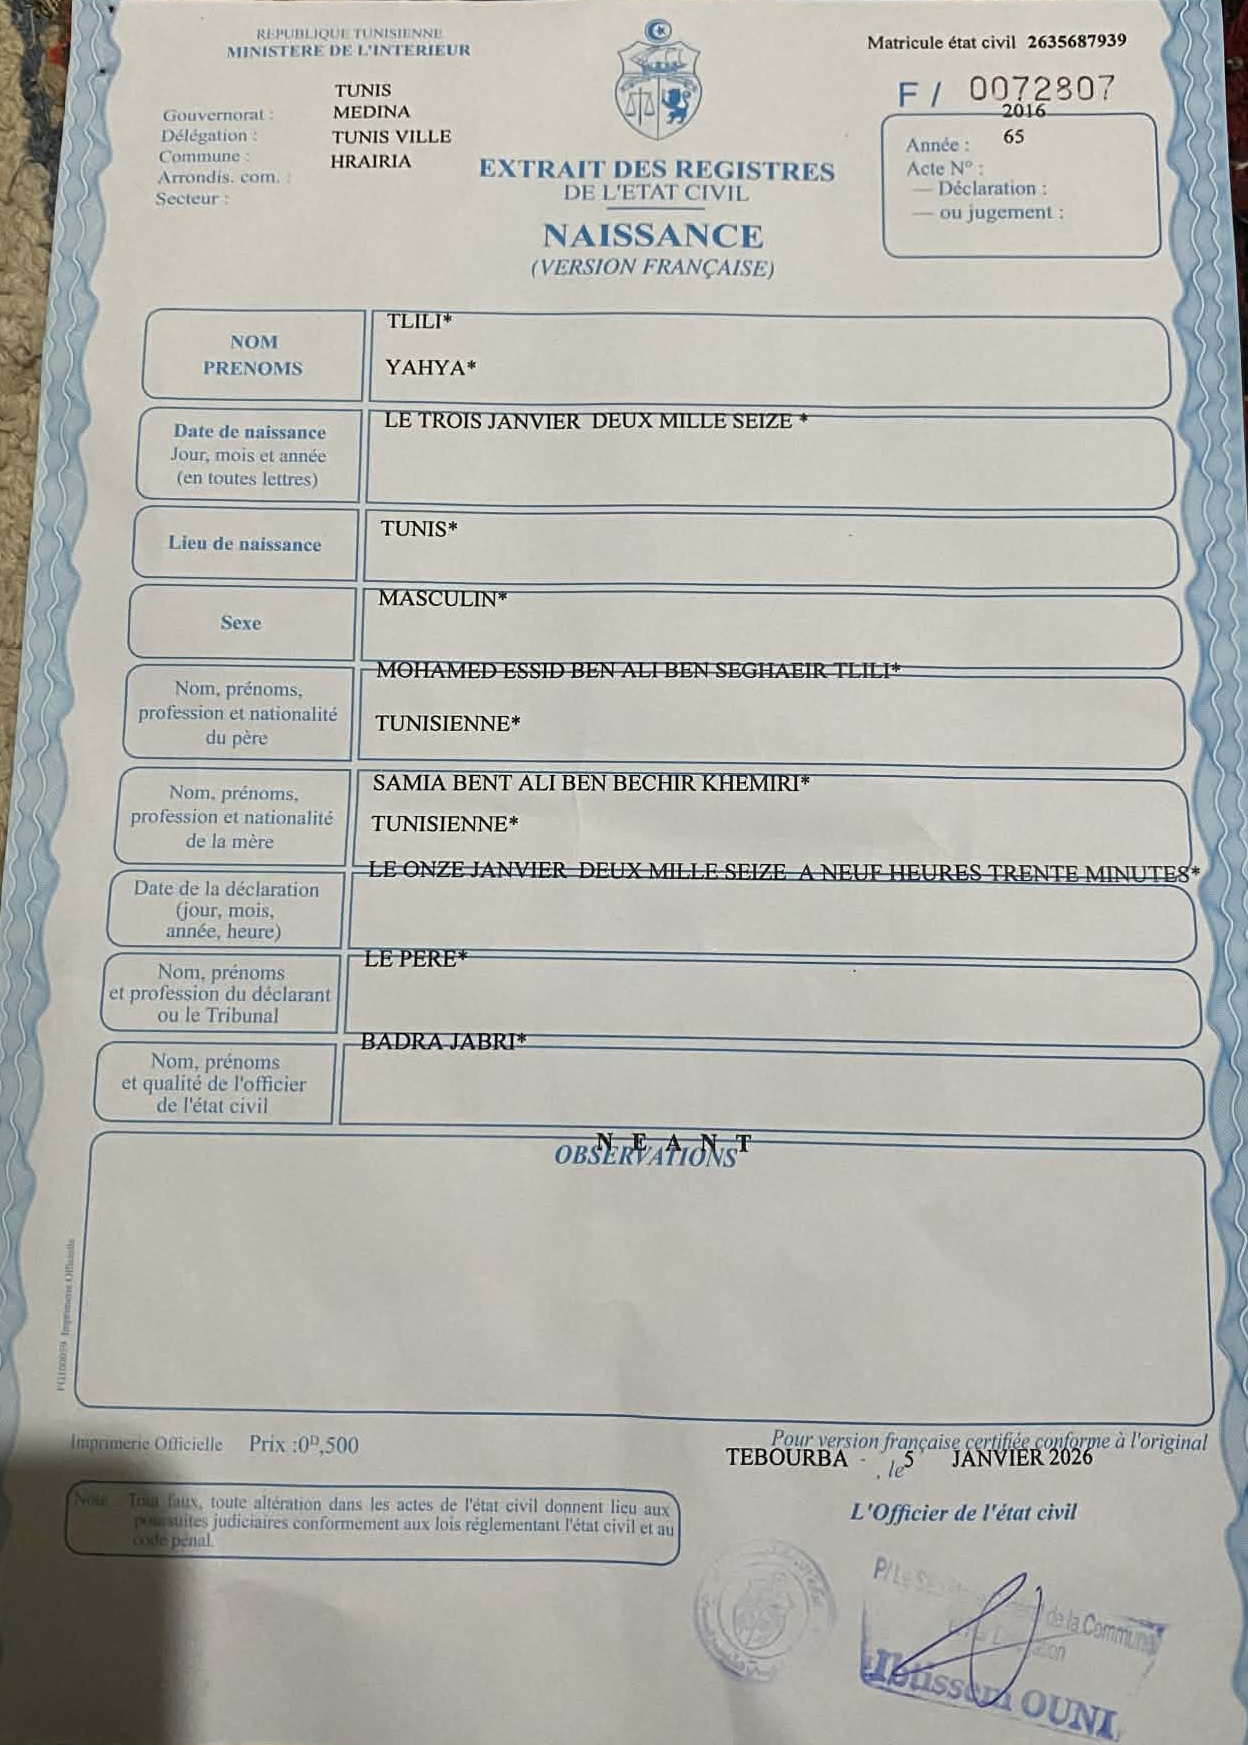 REPUBLIQUE TUNISIENNE
MINISTERE DE L'INTERIEUR
Matricule état civil 2635687939
F / 0072807
Gouvernorat : TUNIS
Délégation : MEDINA
Commune : TUNIS VILLE
Arrondis. com. : HRAIRIA
Secteur :
2016
Année : 65
Acte N° :
— Déclaration :
— ou jugement :
EXTRAIT DES REGISTRES
DE L'ETAT CIVIL
NAISSANCE
(VERSION FRANÇAISE)
NOM
PRENOMS
TLILI*
YAHYA*
Date de naissance
Jour, mois et année
(en toutes lettres)
LE TROIS JANVIER DEUX MILLE SEIZE *
Lieu de naissance
TUNIS*
Sexe
MASCULIN*
Nom, prénoms,
profession et nationalité
du père
MOHAMED ESSID BEN ALI BEN SEGHAEIR TLILI*
TUNISIENNE*
Nom, prénoms,
profession et nationalité
de la mère
SAMIA BENT ALI BEN BECHIR KHEMIRI*
TUNISIENNE*
Date de la déclaration
(jour, mois,
année, heure)
LE ONZE JANVIER DEUX MILLE SEIZE A NEUF HEURES TRENTE MINUTES*
Nom, prénoms
et profession du déclarant
ou le Tribunal
LE PERE*
Nom, prénoms
et qualité de l'officier
de l'état civil
BADRA JABRI*
N E A N T
OBSERVATIONS
FG100059 Imprimerie Officielle
Imprimerie Officielle Prix :0ᴰ,500
Pour version française certifiée conforme à l'original
TEBOURBA - , le 5 JANVIER 2026
Note : Tout faux, toute altération dans les actes de l'état civil donnent lieu aux
poursuites judiciaires conformement aux lois réglementant l'état civil et au
code pénal.
L'Officier de l'état civil
P/Le de la Commune
Ibtissem OUNI